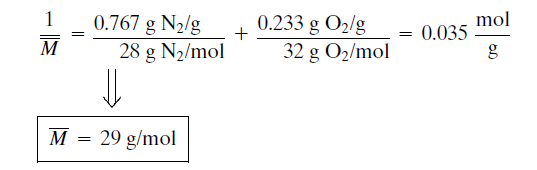 1/M̅ = 0.767 g N₂/g / 28 g N₂/mol + 0.233 g O₂/g / 32 g O₂/mol = 0.035 mol/g
⇓
M̅ = 29 g/mol